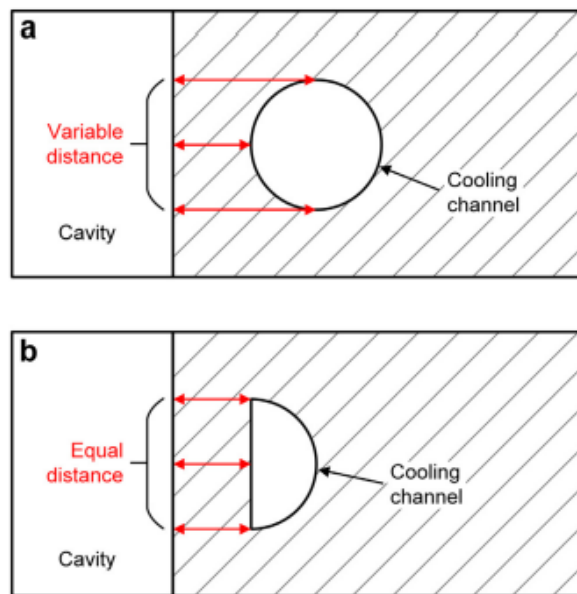 a
Variable
distance
Cooling
channel
Cavity
b
Equal
distance
Cooling
channel
Cavity